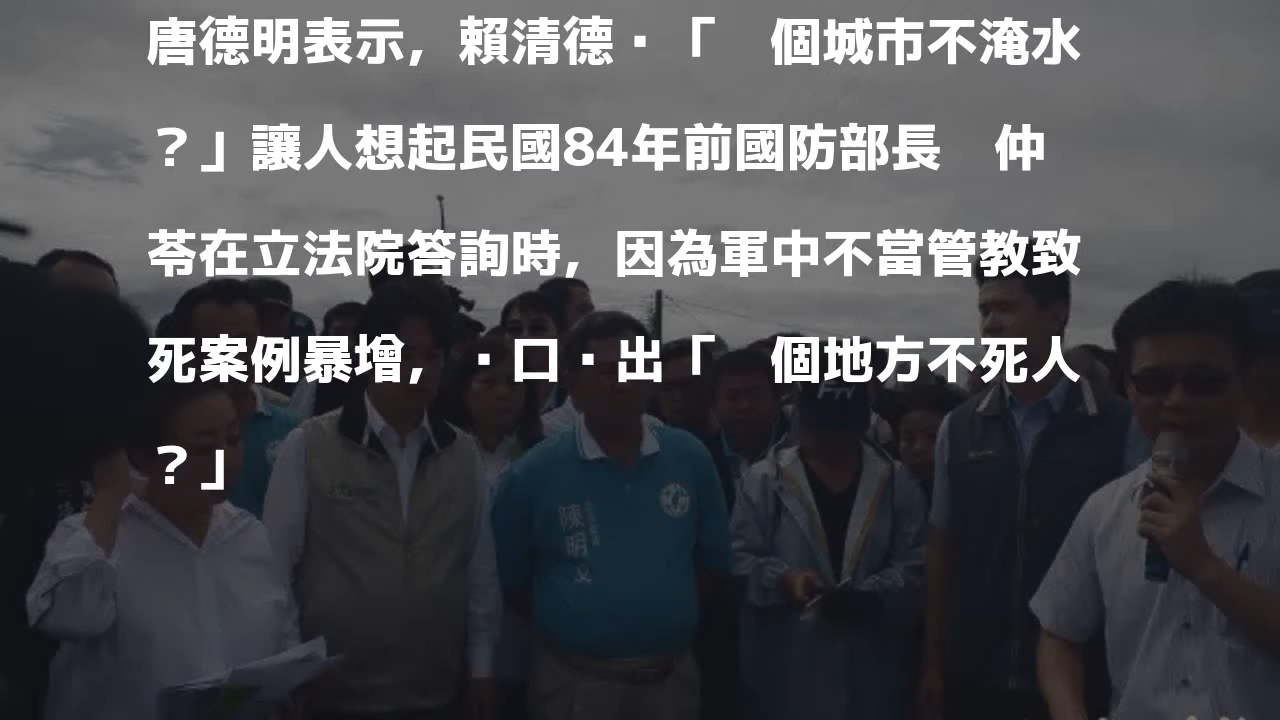 唐德明表示，賴清德·「　個城市不淹水
？」讓人想起民國84年前國防部長　仲
苓在立法院答詢時，因為軍中不當管教致
死案例暴增，·口·出「　個地方不死人
？」
陳明文